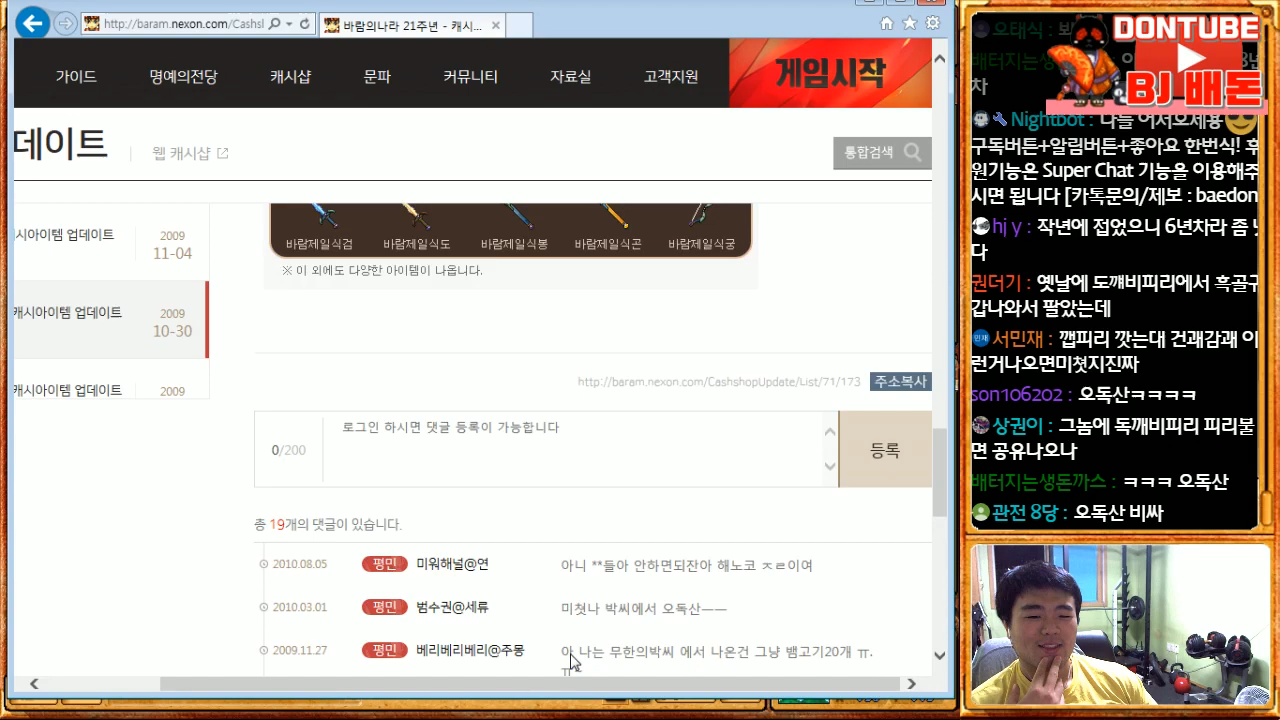 http://baram.nexon.com/Cashsl
바람의나라 21주년 - 캐시...
가이드
명예의전당
캐시샵
문파
커뮤니티
자료실
고객지원
게임시작
데이트
웹 캐시샵
통합검색
시아이템 업데이트
2009
11-04
캐시아이템 업데이트
2009
10-30
캐시아이템 업데이트
2009
바람제일식검
바람제일식도
바람제일식봉
바람제일식곤
바람제일식궁
※ 이 외에도 다양한 아이템이 나옵니다.
http://baram.nexon.com/CashshopUpdate/List/71/173
주소복사
0/200
로그인 하시면 댓글 등록이 가능합니다
등록
총 19개의 댓글이 있습니다.
2010.08.05 평민 미워해널@연 아니 **들아 안하면되잔아 해노코 ㅈㄹ이여
2010.03.01 평민 범수권@세류 미쳣나 박씨에서 오독산ㅡㅡ
2009.11.27 평민 베리베리베리@주몽 아 나는 무한의박씨 에서 나온건 그냥 뱀고기20개 ㅠ.
ㅠ
DONTUBE
BJ 배돈
오태식 :
배터지는생
차
Nightbot : 나들 어서오세용
구독버튼+알림버튼+좋아요 한번식! 후
원기능은 Super Chat 기능을 이용해주
시면 됩니다 [카톡문의/제보 : baedon
hj y : 작년에 접었으니 6년차라 좀
다
권더기 : 옛날에 도꺠비피리에서 흑골구
갑나와서 팔았는데
서민재 : 깹피리 깟는대 건괘감괘 이
런거나오면미쳣지진짜
son106202 : 오독산ㅋㅋㅋㅋ
상권이 : 그놈에 독깨비피리 피리불
면 공유나오나
배터지는생돈까스 : ㅋㅋㅋ 오독산
관전 8당 : 오독산 비싸